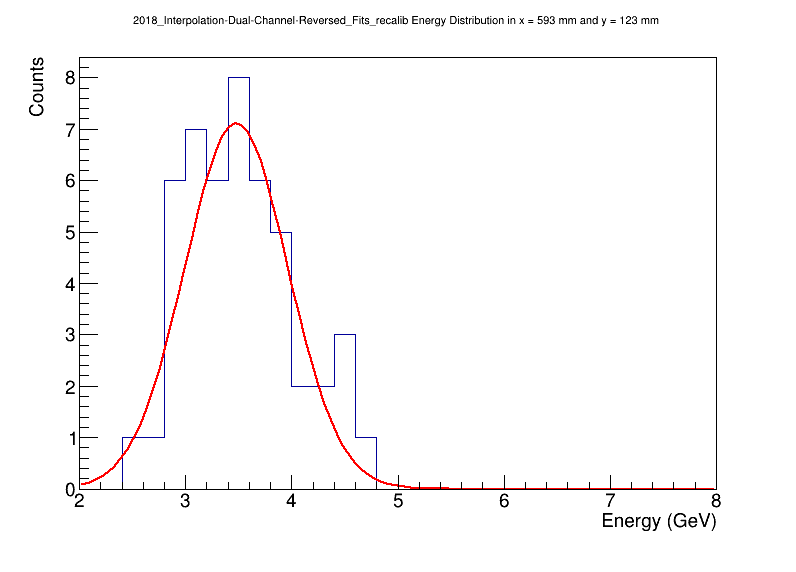 2018_Interpolation-Dual-Channel-Reversed_Fits_recalib Energy Distribution in x = 593 mm and y = 123 mm
Counts
8
7
6
5
4
3
2
1
0
2 3 4 5 6 7 8
Energy (GeV)